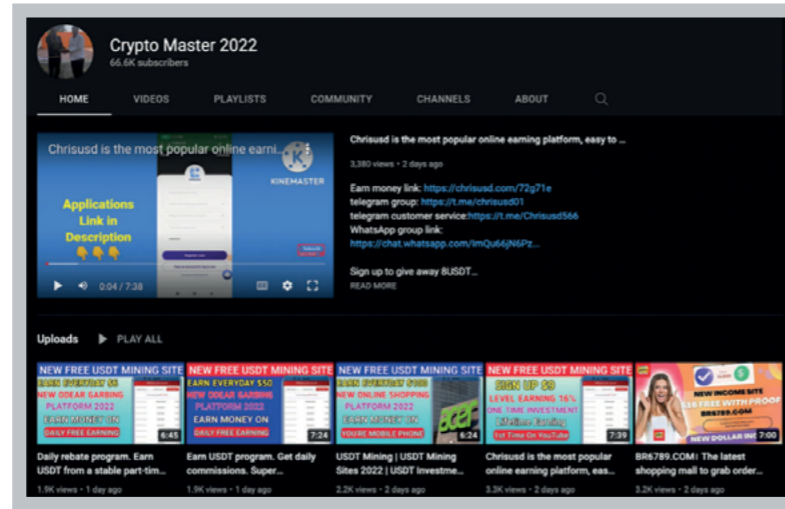 Crypto Master 2022
66.6K subscribers
HOME VIDEOS PLAYLISTS COMMUNITY CHANNELS ABOUT
Chrisusd is the most popular online earni...
KINEMASTER
Applications
Link in
Description
0:04 / 7:38
Chrisusd is the most popular online earning platform, easy to ...
3,380 views • 2 days ago
Earn money link: https://chrisusd.com/72g71e
telegram group: https://t.me/chrisusd01
telegram customer service:https://t.me/Chrisusd566
WhatsApp group link:
https://chat.whatsapp.com/ImQu66jN6Pz...
Sign up to give away 8USDT...
READ MORE
Uploads PLAY ALL
NEW FREE USDT MINING SITE
EARN EVERYDAY $6
NEW ODEAR GARBING
PLATFORM 2022
EARN MONEY ON
DAILY FREE EARNING
6:45
Daily rebate program. Earn
USDT from a stable part-tim...
1.9K views • 1 day ago
NEW FREE USDT MINING SITE
EARN EVERYDAY $50
NEW ODEAR GARBING
PLATFORM 2022
EARN MONEY ON
DAILY FREE EARNING
7:24
Earn USDT program. Get daily
commissions. Super...
1.9K views • 1 day ago
NEW FREE USDT MINING SITE
EARN EVERYDAY
NEW ONLINE SHOPPING
PLATFORM 2022
EARN MONEY ON
YOURE MOBILE PHONE
acer
6:24
USDT Mining | USDT Mining
Sites 2022 | USDT Investme...
2.2K views • 2 days ago
NEW FREE USDT MINING SITE
SIGN UP $9
LEVEL EARNING 16%
ONE TIME INVESTMENT
Lifetime Earning
1st Time On YouTube
7:39
Chrisusd is the most popular
online earning platform, eas...
3.3K views • 2 days ago
NEW INCOME SITE
$16 FREE WITH PROOF
BR6789.COM
NEW DOLLAR IN
7:00
BR6789.COM! The latest
shopping mall to grab order...
3.2K views • 2 days ago